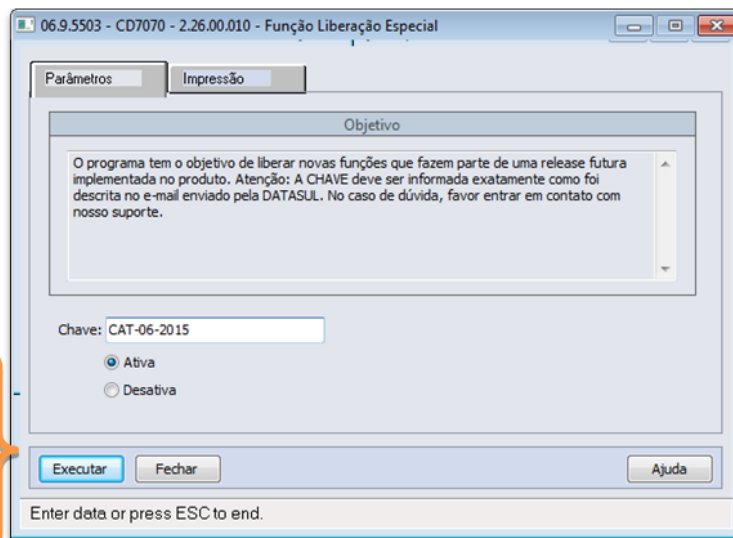 06.9.5503 - CD7070 - 2.26.00.010 - Função Liberação Especial
Parâmetros
Impressão
Objetivo
O programa tem o objetivo de liberar novas funções que fazem parte de uma release futura
implementada no produto. Atenção: A CHAVE deve ser informada exatamente como foi
descrita no e-mail enviado pela DATASUL. No caso de dúvida, favor entrar em contato com
nosso suporte.
Chave: CAT-06-2015
Ativa
Desativa
Executar
Fechar
Ajuda
Enter data or press ESC to end.